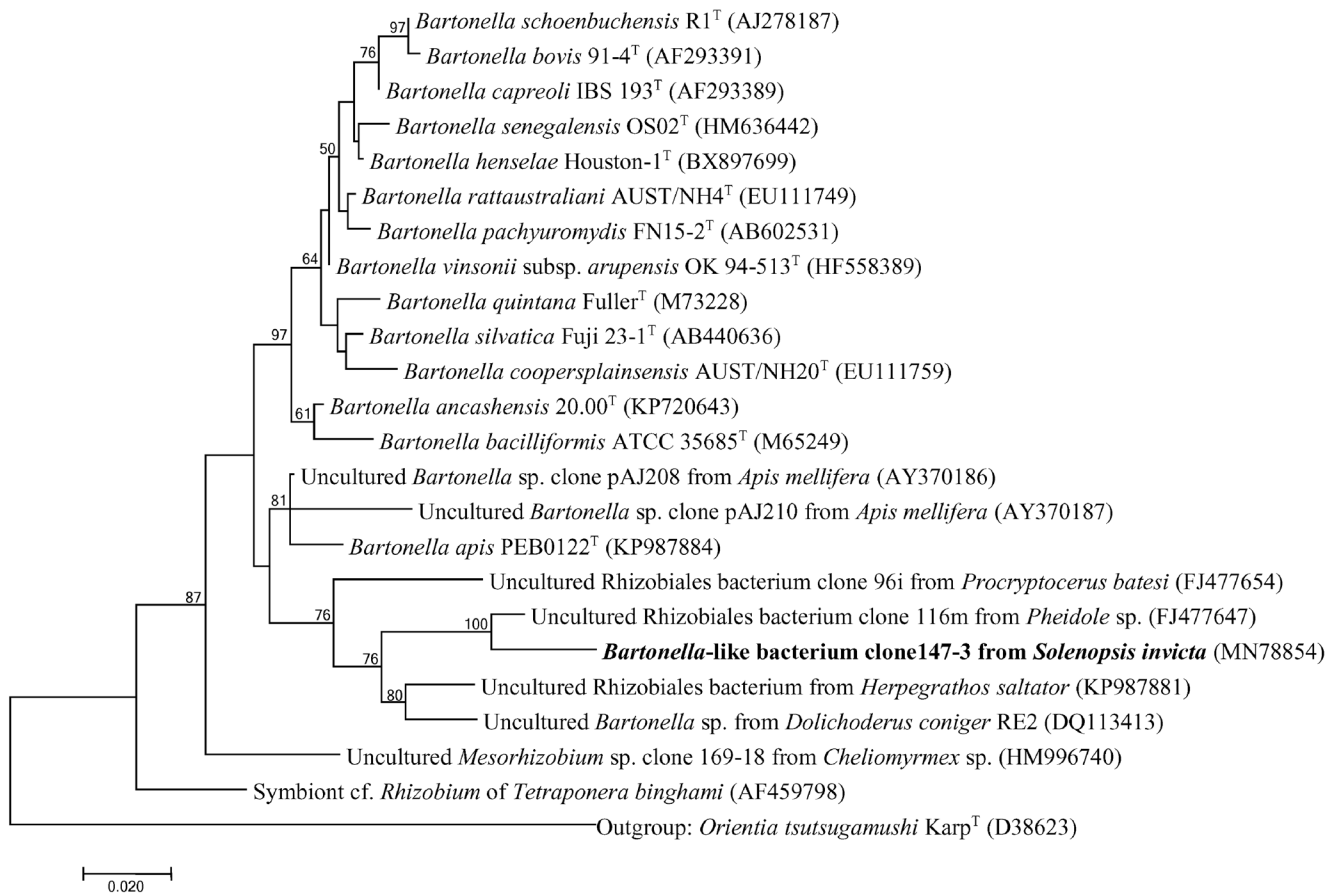 97 Bartonella schoenbuchensis R1ᵀ (AJ278187)
76 Bartonella bovis 91-4ᵀ (AF293391)
Bartonella capreoli IBS 193ᵀ (AF293389)
Bartonella senegalensis OS02ᵀ (HM636442)
50 Bartonella henselae Houston-1ᵀ (BX897699)
Bartonella rattaustraliani AUST/NH4ᵀ (EU111749)
Bartonella pachyuromydis FN15-2ᵀ (AB602531)
64 Bartonella vinsonii subsp. arupensis OK 94-513ᵀ (HF558389)
Bartonella quintana Fullerᵀ (M73228)
97 Bartonella silvatica Fuji 23-1ᵀ (AB440636)
Bartonella coopersplainsensis AUST/NH20ᵀ (EU111759)
61 Bartonella ancashensis 20.00ᵀ (KP720643)
Bartonella bacilliformis ATCC 35685ᵀ (M65249)
Uncultured Bartonella sp. clone pAJ208 from Apis mellifera (AY370186)
81 Uncultured Bartonella sp. clone pAJ210 from Apis mellifera (AY370187)
Bartonella apis PEB0122ᵀ (KP987884)
Uncultured Rhizobiales bacterium clone 96i from Procryptocerus batesi (FJ477654)
87 76 100 Uncultured Rhizobiales bacterium clone 116m from Pheidole sp. (FJ477647)
76 Bartonella-like bacterium clone147-3 from Solenopsis invicta (MN78854)
80 Uncultured Rhizobiales bacterium from Herpegrathos saltator (KP987881)
Uncultured Bartonella sp. from Dolichoderus coniger RE2 (DQ113413)
Uncultured Mesorhizobium sp. clone 169-18 from Cheliomyrmex sp. (HM996740)
Symbiont cf. Rhizobium of Tetraponera binghami (AF459798)
Outgroup: Orientia tsutsugamushi Karpᵀ (D38623)
0.020